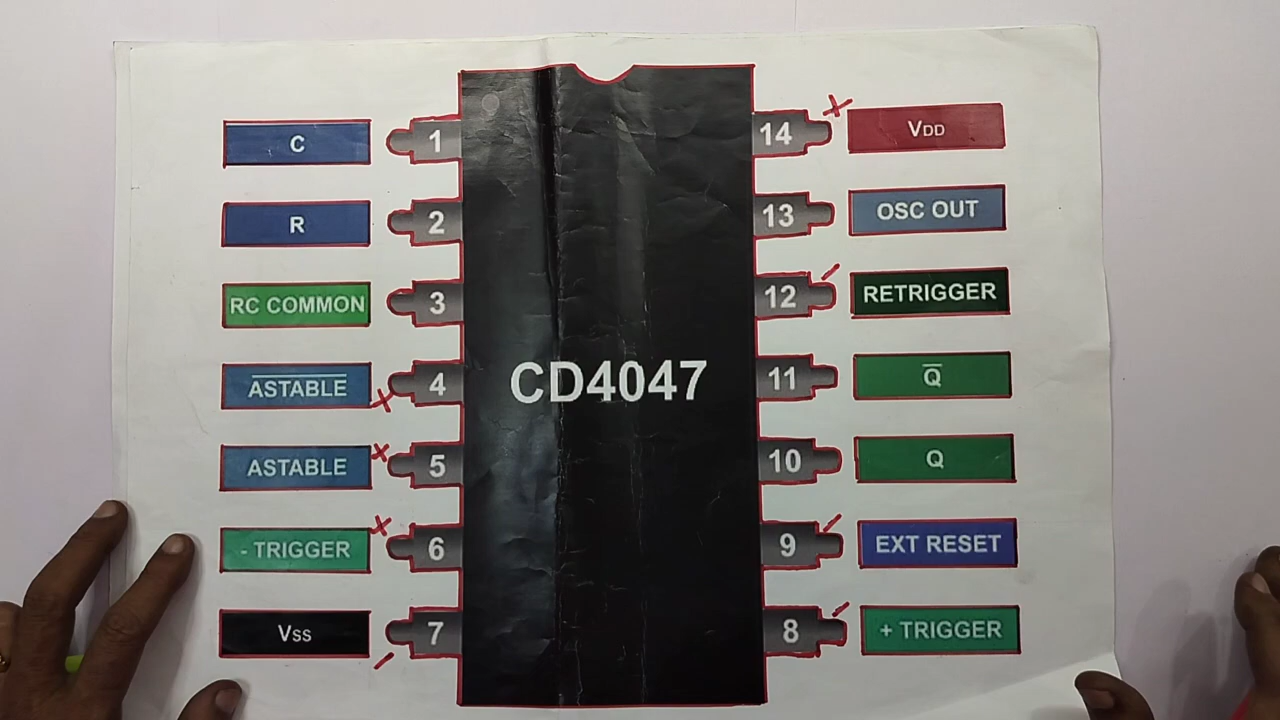 C 1 14 VDD
R 2 13 OSC OUT
RC COMMON 3 12 RETRIGGER
ASTABLE 4 CD4047 11 Q̅
ASTABLE 5 10 Q
- TRIGGER 6 9 EXT RESET
VSS 7 8 + TRIGGER